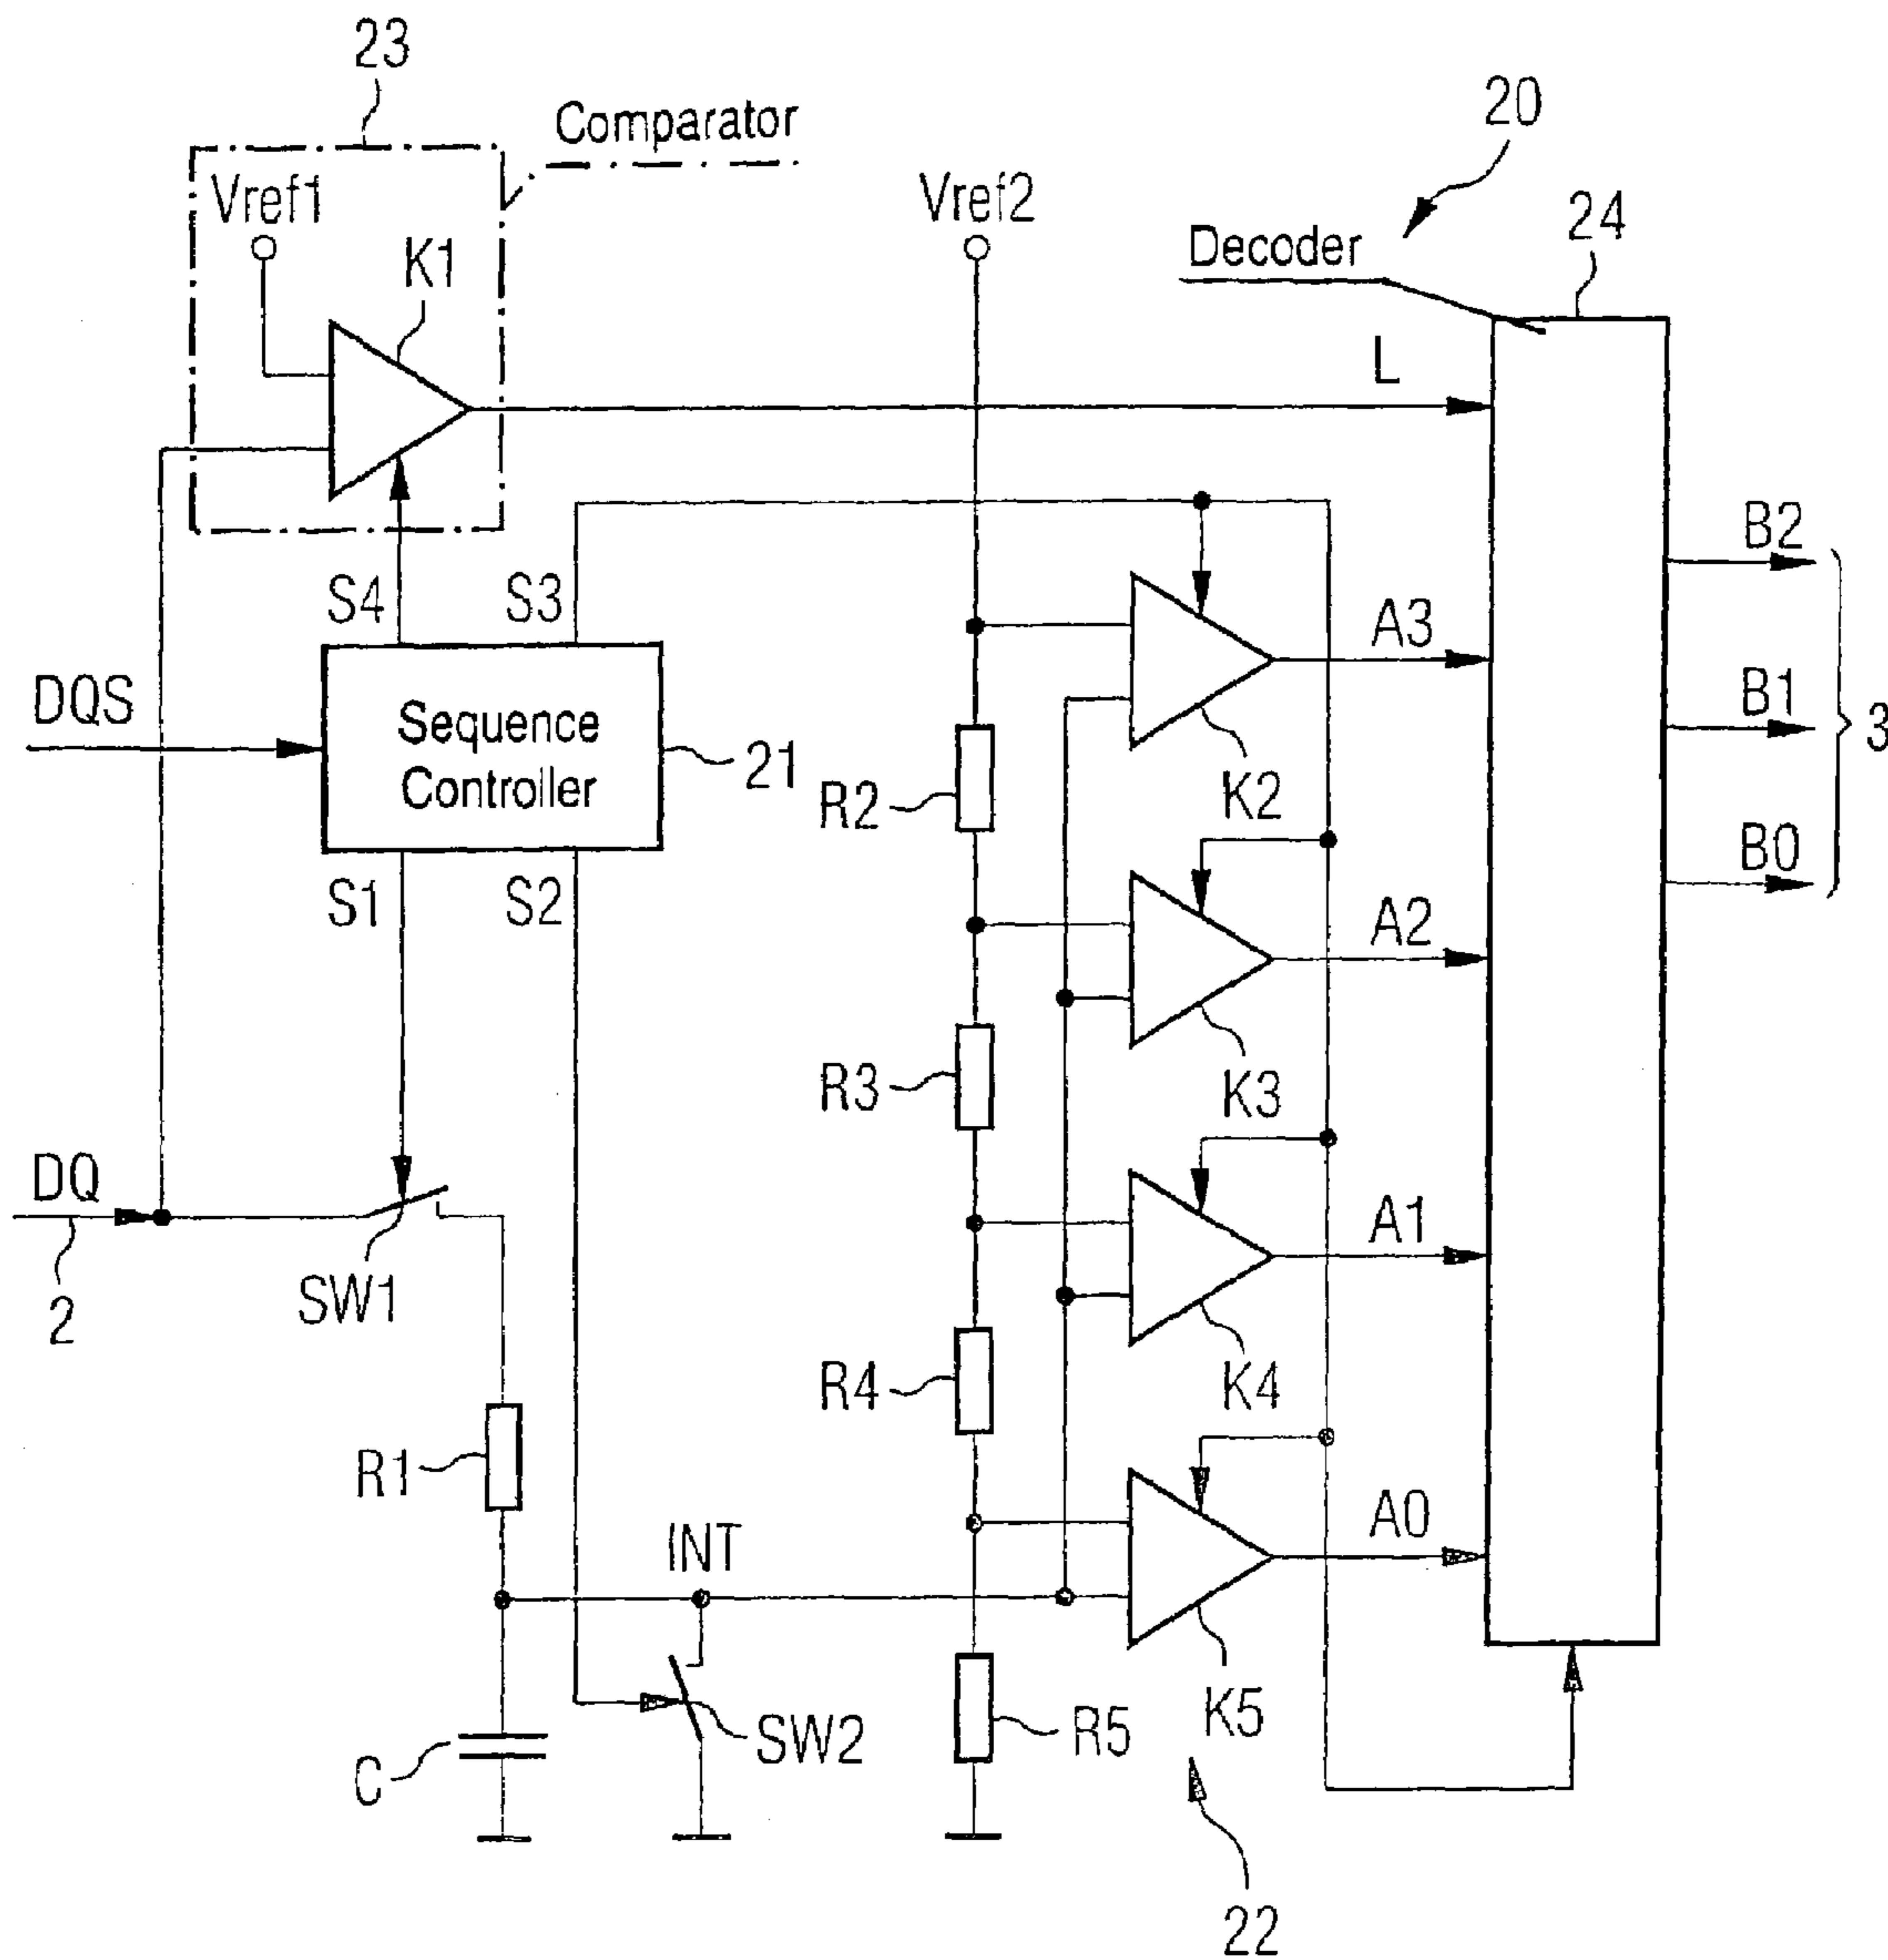 23
Comparator
20
Vref1
Vref2
24
K1
Decoder
L
B2
S4
S3
A3
DQS
Sequence
Controller
21
B1
3
R2
K2
B0
S1
S2
A2
R3
K3
DQ
A1
2
SW1
R4
K4
R1
A0
INT
K5
SW2
R5
C
22